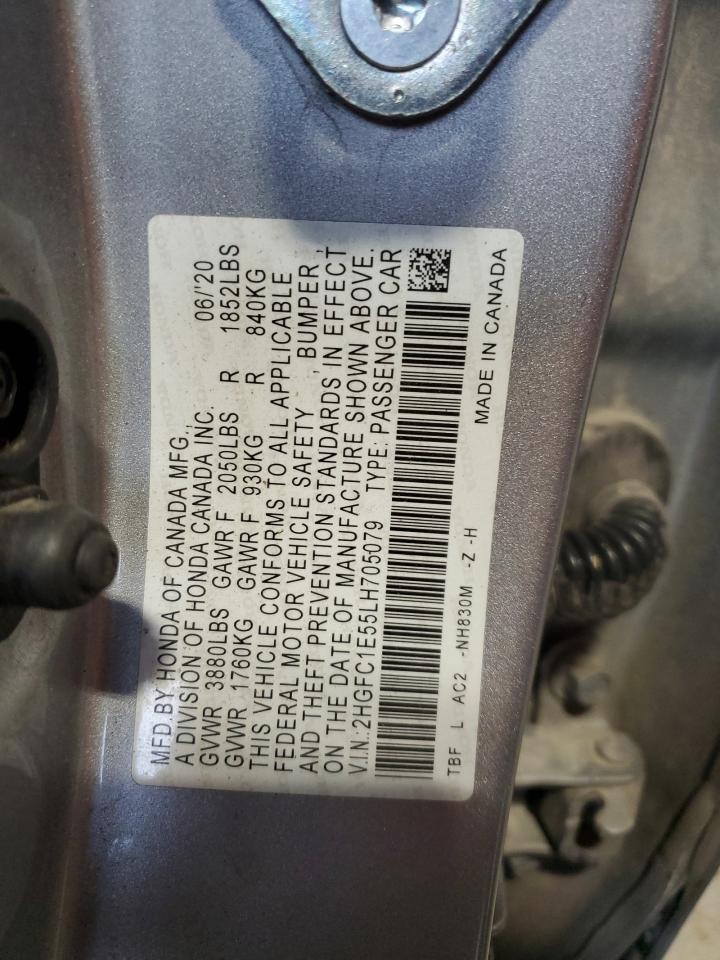 MFD.BY HONDA OF CANADA MFG.,   06/'20
A DIVISION OF HONDA CANADA INC.
GVWR 3880LBS GAWR F 2050LBS R 1852LBS
GVWR 1760KG GAWR F 930KG R 840KG
THIS VEHICLE CONFORMS TO ALL APPLICABLE
FEDERAL MOTOR VEHICLE SAFETY , BUMPER ,
AND THEFT PREVENTION STANDARDS IN EFFECT
ON THE DATE OF MANUFACTURE SHOWN ABOVE.
V.I.N.:2HGFC1E55LH705079 TYPE: PASSENGER CAR
TBF L AC2 -NH830M -Z -H
MADE IN CANADA